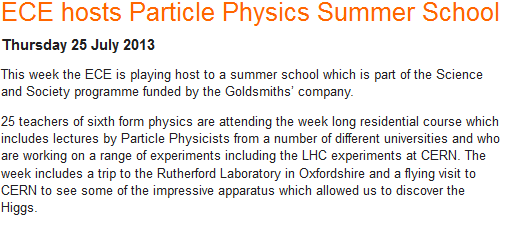 ECE hosts Particle Physics Summer School
Thursday 25 July 2013
This week the ECE is playing host to a summer school which is part of the Science
and Society programme funded by the Goldsmiths’ company.
25 teachers of sixth form physics are attending the week long residential course which
includes lectures by Particle Physicists from a number of different universities and who
are working on a range of experiments including the LHC experiments at CERN. The
week includes a trip to the Rutherford Laboratory in Oxfordshire and a flying visit to
CERN to see some of the impressive apparatus which allowed us to discover the
Higgs.